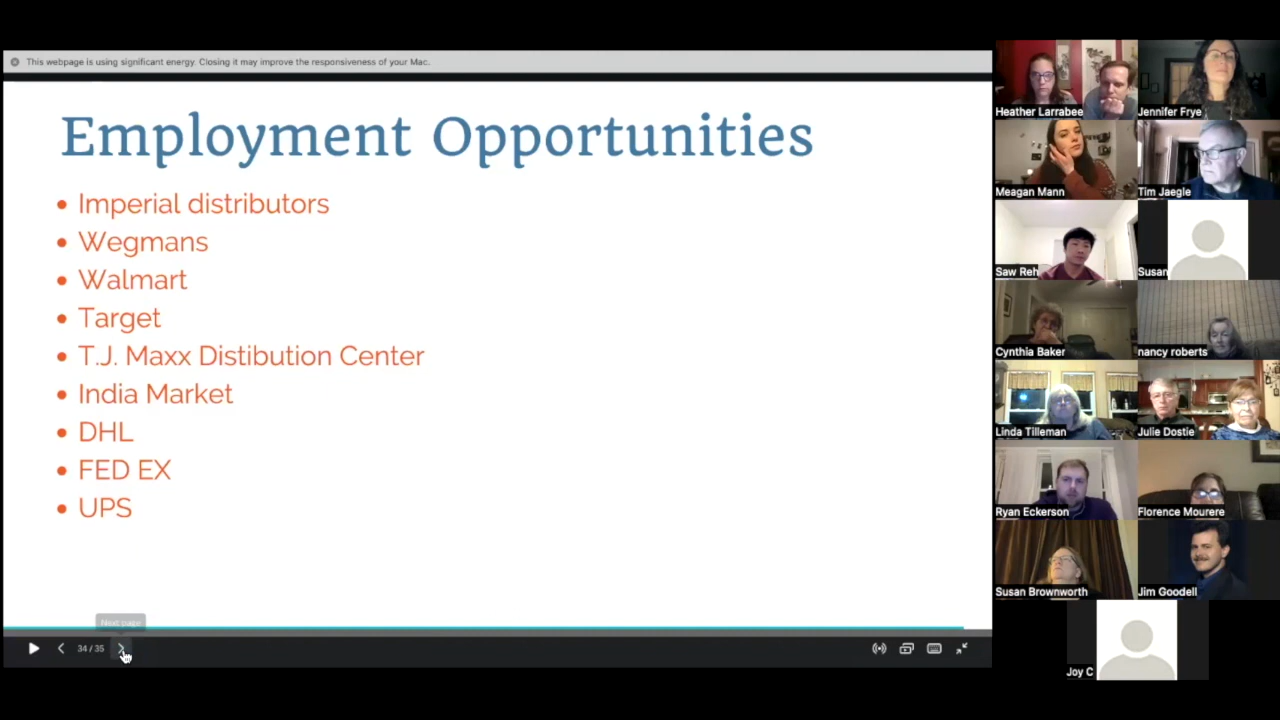 This webpage is using significant energy. Closing it may improve the responsiveness of your Mac.
Employment Opportunities
• Imperial distributors
• Wegmans
• Walmart
• Target
• T.J. Maxx Distibution Center
• India Market
• DHL
• FED EX
• UPS
Next page
34 / 35
Heather Larrabee
Jennifer Frye
Meagan Mann
Tim Jaegle
Saw Reh
Susan
Cynthia Baker
nancy roberts
Linda Tilleman
Julie Dostie
Ryan Eckerson
Florence Mourere
Susan Brownworth
Jim Goodell
Joy C